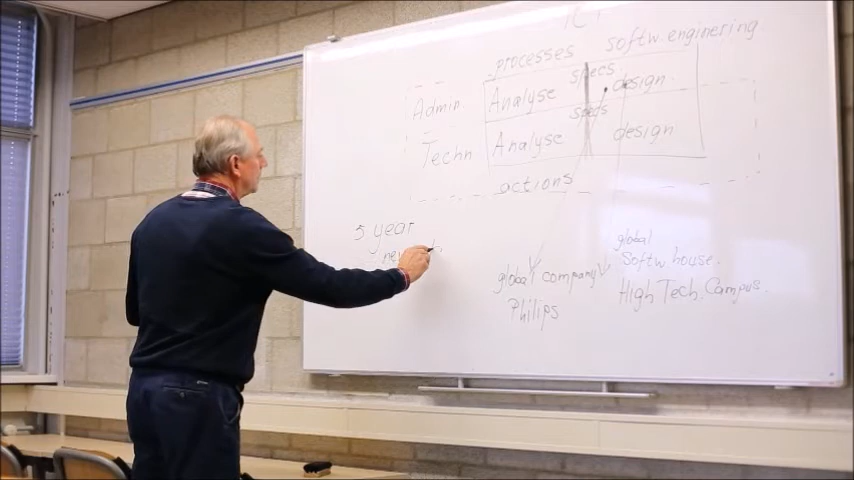 ICT
processes softw. enginering
Admin. Analyse specs design
specs
Techn Analyse design
actions
5 year
global
global company softw. house.
Philips High Tech. Campus.